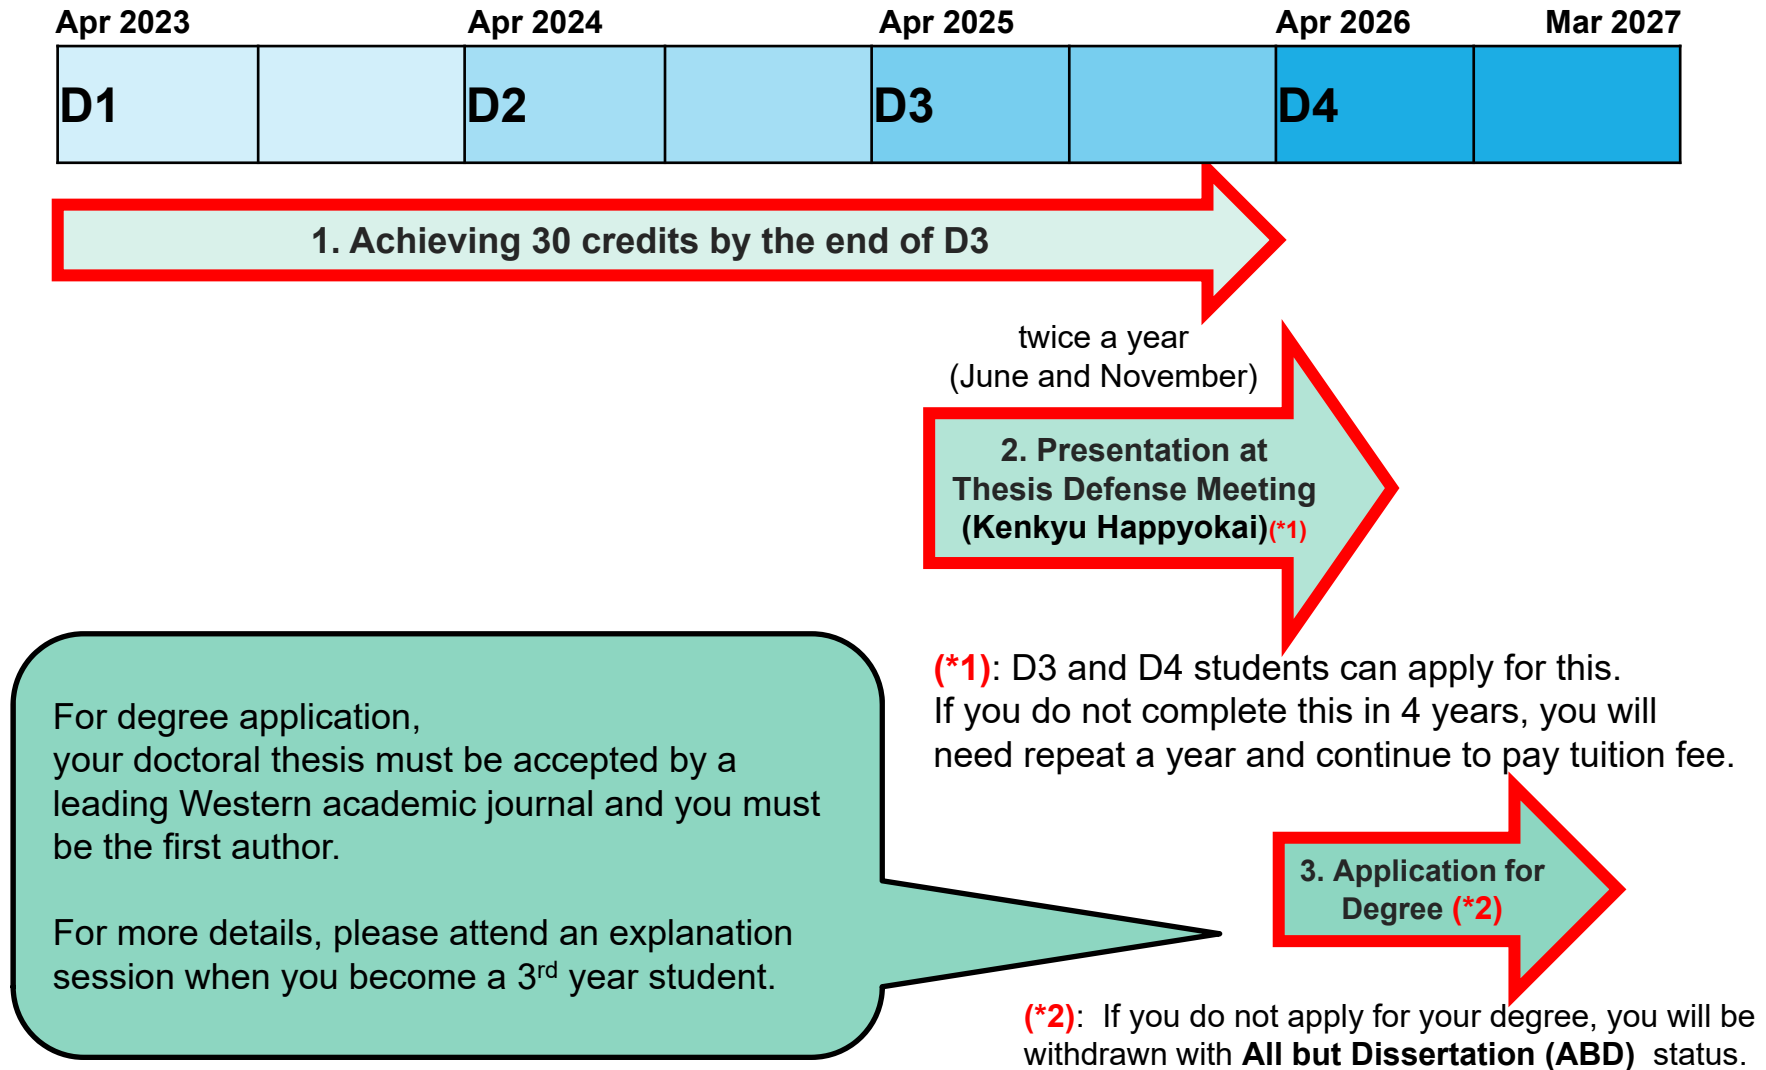 Apr 2023 Apr 2024 Apr 2025 Apr 2026 Mar 2027
D1 D2 D3 D4
1. Achieving 30 credits by the end of D3
twice a year
(June and November)
2. Presentation at
Thesis Defense Meeting
(Kenkyu Happyokai)(*1)
(*1): D3 and D4 students can apply for this.
If you do not complete this in 4 years, you will
need repeat a year and continue to pay tuition fee.
For degree application,
your doctoral thesis must be accepted by a
leading Western academic journal and you must
be the first author.
For more details, please attend an explanation
session when you become a 3rd year student.
3. Application for
Degree (*2)
(*2): If you do not apply for your degree, you will be
withdrawn with All but Dissertation (ABD) status.